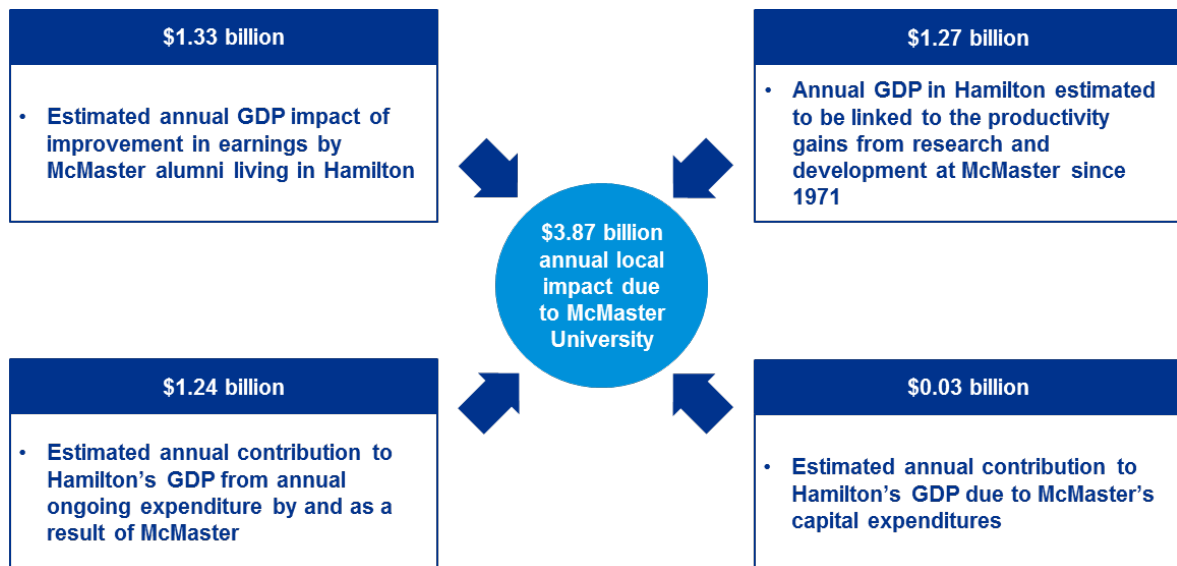 $1.33 billion
• Estimated annual GDP impact of
improvement in earnings by
McMaster alumni living in Hamilton
$1.27 billion
• Annual GDP in Hamilton estimated
to be linked to the productivity
gains from research and
development at McMaster since
1971
$3.87 billion
annual local
impact due
to McMaster
University
$1.24 billion
• Estimated annual contribution to
Hamilton’s GDP from annual
ongoing expenditure by and as a
result of McMaster
$0.03 billion
• Estimated annual contribution to
Hamilton’s GDP due to McMaster’s
capital expenditures